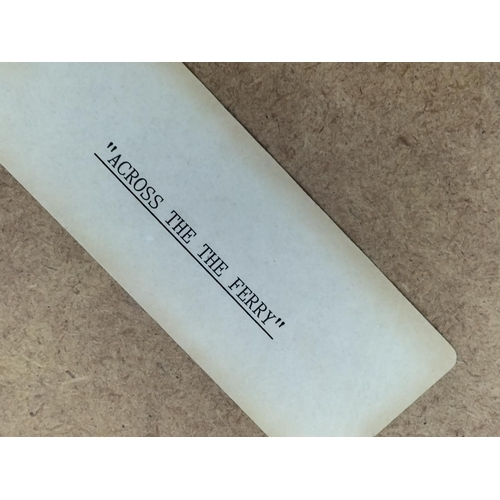 "ACROSS THE THE FERRY"